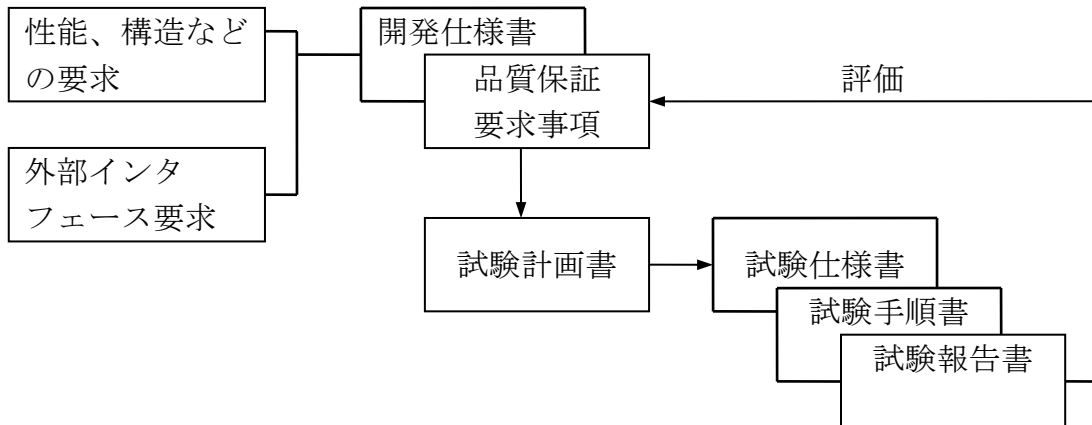 性能、構造など
の要求
開発仕様書
品質保証
要求事項
評価
外部インタ
フェース要求
試験計画書
試験仕様書
試験手順書
試験報告書